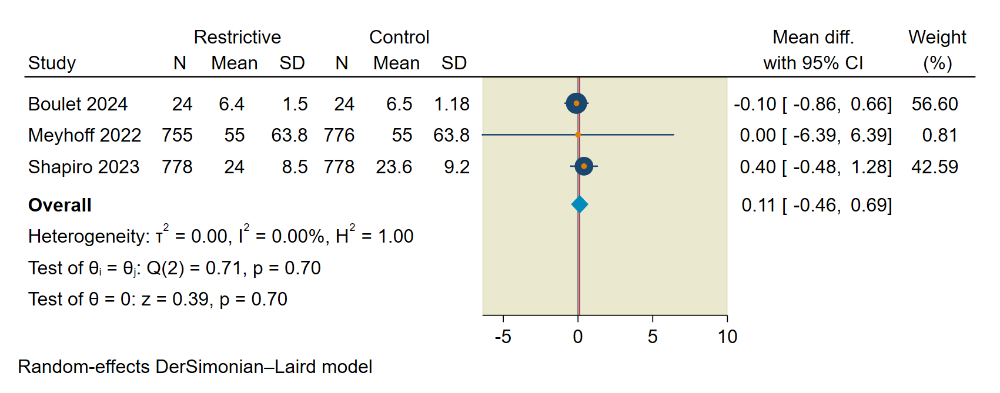 Restrictive Control Mean diff. Weight
Study N Mean SD N Mean SD with 95% CI (%)
Boulet 2024 24 6.4 1.5 24 6.5 1.18 -0.10 [ -0.86, 0.66] 56.60
Meyhoff 2022 755 55 63.8 776 55 63.8 0.00 [ -6.39, 6.39] 0.81
Shapiro 2023 778 24 8.5 778 23.6 9.2 0.40 [ -0.48, 1.28] 42.59
Overall 0.11 [ -0.46, 0.69]
Heterogeneity: τ² = 0.00, I² = 0.00%, H² = 1.00
Test of θᵢ = θⱼ: Q(2) = 0.71, p = 0.70
Test of θ = 0: z = 0.39, p = 0.70
-5 0 5 10
Random-effects DerSimonian–Laird model